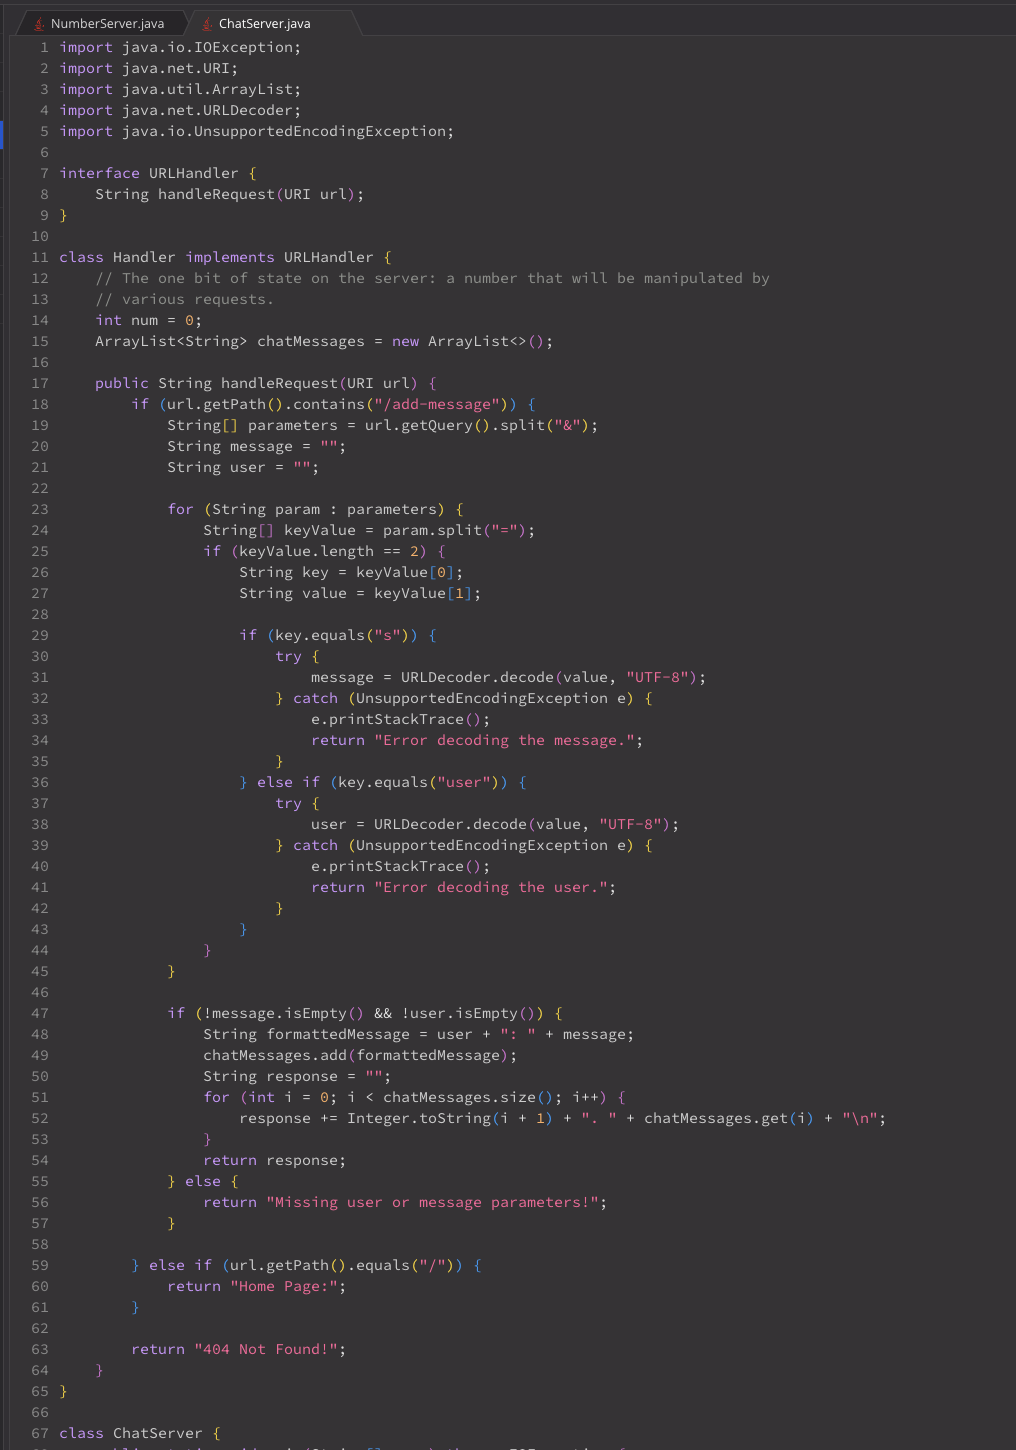 NumberServer.java
ChatServer.java
1 import java.io.IOException;
2 import java.net.URI;
3 import java.util.ArrayList;
4 import java.net.URLDecoder;
5 import java.io.UnsupportedEncodingException;
6
7 interface URLHandler {
8     String handleRequest(URI url);
9 }
10
11 class Handler implements URLHandler {
12     // The one bit of state on the server: a number that will be manipulated by
13     // various requests.
14     int num = 0;
15     ArrayList<String> chatMessages = new ArrayList<>();
16
17     public String handleRequest(URI url) {
18         if (url.getPath().contains("/add-message")) {
19             String[] parameters = url.getQuery().split("&");
20             String message = "";
21             String user = "";
22
23             for (String param : parameters) {
24                 String[] keyValue = param.split("=");
25                 if (keyValue.length == 2) {
26                     String key = keyValue[0];
27                     String value = keyValue[1];
28
29                     if (key.equals("s")) {
30                         try {
31                             message = URLDecoder.decode(value, "UTF-8");
32                         } catch (UnsupportedEncodingException e) {
33                             e.printStackTrace();
34                             return "Error decoding the message.";
35                         }
36                     } else if (key.equals("user")) {
37                         try {
38                             user = URLDecoder.decode(value, "UTF-8");
39                         } catch (UnsupportedEncodingException e) {
40                             e.printStackTrace();
41                             return "Error decoding the user.";
42                         }
43                     }
44                 }
45             }
46
47             if (!message.isEmpty() && !user.isEmpty()) {
48                 String formattedMessage = user + ": " + message;
49                 chatMessages.add(formattedMessage);
50                 String response = "";
51                 for (int i = 0; i < chatMessages.size(); i++) {
52                     response += Integer.toString(i + 1) + ". " + chatMessages.get(i) + "\n";
53                 }
54                 return response;
55             } else {
56                 return "Missing user or message parameters!";
57             }
58
59         } else if (url.getPath().equals("/")) {
60             return "Home Page:";
61         }
62
63         return "404 Not Found!";
64     }
65 }
66
67 class ChatServer {